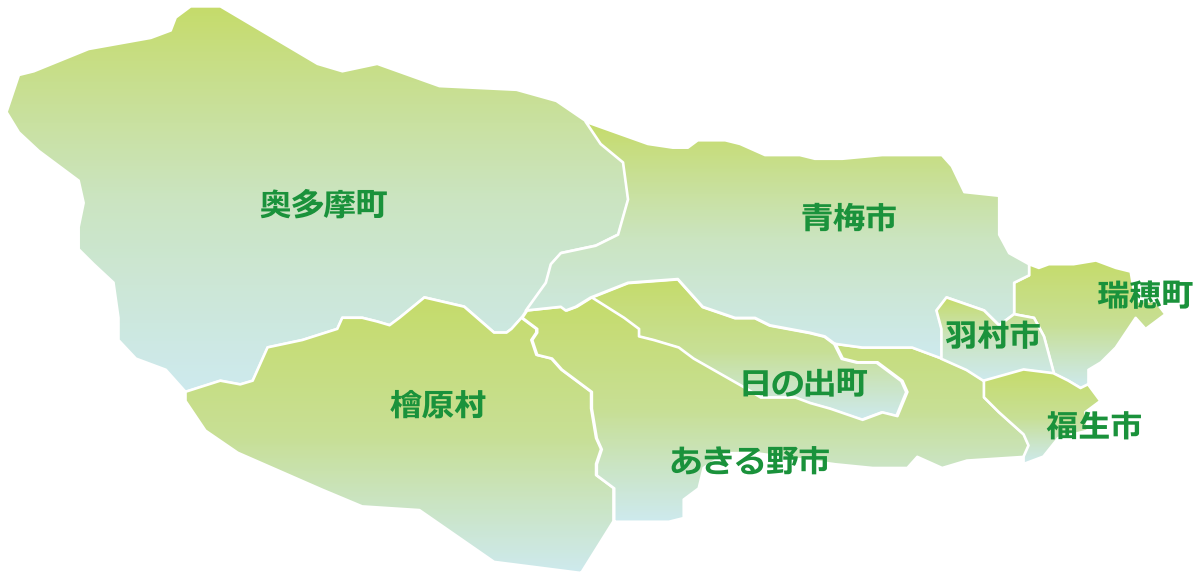 奥多摩町
青梅市
瑞穂町
羽村市
日の出町
檜原村
福生市
あきる野市